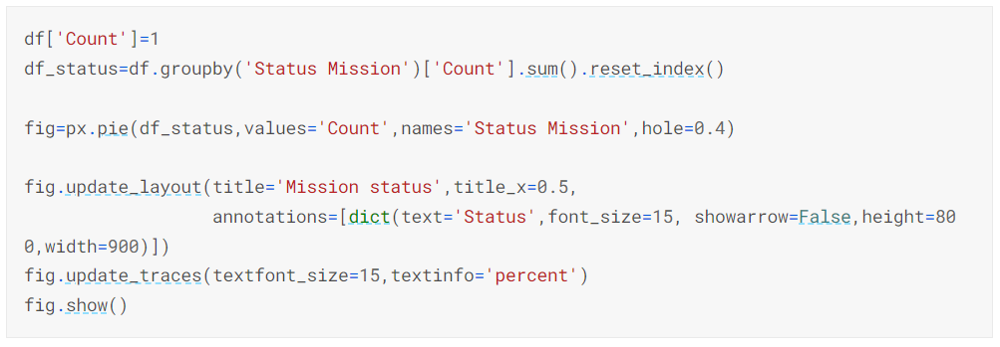 df['Count']=1
df_status=df.groupby('Status Mission')['Count'].sum().reset_index()
fig=px.pie(df_status,values='Count',names='Status Mission',hole=0.4)
fig.update_layout(title='Mission status',title_x=0.5,
annotations=[dict(text='Status',font_size=15, showarrow=False,height=80
0,width=900)])
fig.update_traces(textfont_size=15,textinfo='percent')
fig.show()